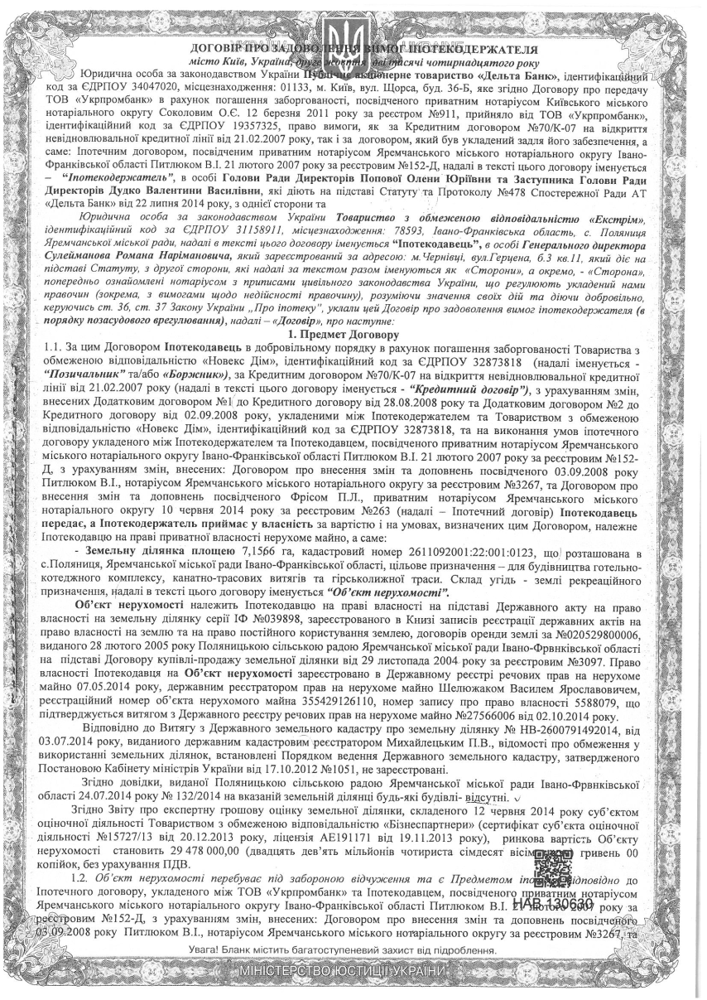 ДОГОВІР ПРО ЗАДОВОЛЕННЯ ВИМОГ ІПОТЕКОДЕРЖАТЕЛЯ
місто Київ, Україна, друге жовтня дві тисячі чотирнадцятого року
Юридична особа за законодавством України Публічне акціонерне товариство «Дельта Банк», ідентифікаційний
код за ЄДРПОУ 34047020, місцезнаходження: 01133, м. Київ, вул. Щорса, буд. 36-Б, яке згідно Договору про передачу
ТОВ «Укрпромбанк» в рахунок погашення заборгованості, посвідченого приватним нотаріусом Київського міського
нотаріального округу Соколовим О.Є. 12 березня 2011 року за реєстром №911, прийняло від ТОВ «Укрпромбанк»,
ідентифікаційний код за ЄДРПОУ 19357325, право вимоги, як за Кредитним договором №70/К-07 на відкриття
невідновлювальної кредитної лінії від 21.02.2007 року, так і за договором, який був укладений задля його забезпечення, а
саме: Іпотечним договором, посвідченим приватним нотаріусом Яремчанського міського нотаріального округу Івано-
Франківської області Питлюком В.І. 21 лютого 2007 року за реєстровим №152-Д, надалі в тексті цього договору іменується
– “Іпотекодержатель”, в особі Голови Ради Директорів Попової Олени Юріївни та Заступника Голови Ради
Директорів Дудко Валентини Василівни, які діють на підставі Статуту та Протоколу №478 Спостережної Ради АТ
«Дельта Банк» від 22 липня 2014 року, з однієї сторони та
Юридична особа за законодавством України Товариство з обмеженою відповідальністю «Екстрім»,
ідентифікаційний код за ЄДРПОУ 31158911, місцезнаходження: 78593, Івано-Франківська область, с. Поляниця
Яремчанської міської ради, надалі в тексті цього договору іменується “Іпотекодавець”, в особі Генерального директора
Сулейманова Романа Нарімановича, який зареєстрований за адресою: м.Чернівці, вул.Герцена, б.3 кв.11, який діє на
підставі Статуту, з другої сторони, які надалі за текстом разом іменуються як «Сторони», а окремо, - «Сторона»,
попередньо ознайомлені нотаріусом з приписами цивільного законодавства України, що регулюють укладений нами
правочин (зокрема, з вимогами щодо недійсності правочину), розуміючи значення своїх дій та діючи добровільно,
керуючись ст. 36, ст. 37 Закону України „Про іпотеку”, уклали цей Договір про задоволення вимог іпотекодержателя (в
порядку позасудового врегулювання), надалі – «Договір», про наступне:
1. Предмет Договору
1.1. За цим Договором Іпотекодавець в добровільному порядку в рахунок погашення заборгованості Товариства з
обмеженою відповідальністю «Новекс Дім», ідентифікаційний код за ЄДРПОУ 32873818 (надалі іменується -
“Позичальник” та/або «Боржник»), за Кредитним договором №70/К-07 на відкриття невідновлювальної кредитної
лінії від 21.02.2007 року (надалі в тексті цього договору іменується - “Кредитний договір”), з урахуванням змін,
внесених Додатковим договором №1 до Кредитного договору від 28.08.2008 року та Додатковим договором №2 до
Кредитного договору від 02.09.2008 року, укладеними між Іпотекодержателем та Товариством з обмеженою
відповідальністю «Новекс Дім», ідентифікаційний код за ЄДРПОУ 32873818, та на виконання умов іпотечного
договору укладеного між Іпотекодержателем та Іпотекодавцем, посвідченого приватним нотаріусом Яремчанського
міського нотаріального округу Івано-Франківської області Питлюком В.І. 21 лютого 2007 року за реєстровим №152-
Д, з урахуванням змін, внесених: Договором про внесення змін та доповнень посвідченого 03.09.2008 року
Питлюком В.І., нотаріусом Яремчанського міського нотаріального округу за реєстровим №3267, та Договором про
внесення змін та доповнень посвідченого Фрісом П.Л., приватним нотаріусом Яремчанського міського
нотаріального округу 10 червня 2014 року за реєстровим №263 (надалі – Іпотечний договір) Іпотекодавець
передає, а Іпотекодержатель приймає у власність за вартістю і на умовах, визначених цим Договором, належне
Іпотекодавцю на праві приватної власності нерухоме майно, а саме:
- Земельну ділянка площею 7,1566 га, кадастровий номер 2611092001:22:001:0123, що розташована в
с.Поляниця, Яремчанської міської ради Івано-Франківської області, цільове призначення – для будівництва готельно-
котеджного комплексу, канатно-трасових витягів та гірськолижної траси. Склад угідь - землі рекреаційного
призначення, надалі в тексті цього договору іменується “Об’єкт нерухомості”.
Об’єкт нерухомості належить Іпотекодавцю на праві власності на підставі Державного акту на право
власності на земельну ділянку серії ІФ №039898, зареєстрованого в Книзі записів реєстрації державних актів на
право власності на землю та на право постійного користування землею, договорів оренди землі за №020529800006,
виданого 28 лютого 2005 року Поляницькою сільською радою Яремчанської міської ради Івано-Фрвнківської області
на підставі Договору купівлі-продажу земельної ділянки від 29 листопада 2004 року за реєстровим №3097. Право
власності Іпотекодавця на Об’єкт нерухомості зареєстровано в Державному реєстрі речових прав на нерухоме
майно 07.05.2014 року, державним реєстратором прав на нерухоме майно Шелюжаком Василем Ярославовичем,
реєстраційний номер об’єкта нерухомого майна 355429126110, номер запису про право власності 5588079, що
підтверджується витягом з Державного реєстру речових прав на нерухоме майно №27566006 від 02.10.2014 року.
Відповідно до Витягу з Державного земельного кадастру про земельну ділянку № НВ-2600791492014, від
03.07.2014 року, виданиого державним кадастровим реєстратором Михайлецьким П.В., відомості про обмеження у
використанні земельних ділянок, встановлені Порядком ведення Державного земельного кадастру, затвердженого
Постановою Кабінету міністрів України від 17.10.2012 №1051, не зареєстровані.
Згідно довідки, виданої Поляницькою сільською радою Яремчанської міської ради Івано-Фрвнківської
області 24.07.2014 року № 132/2014 на вказаній земельній ділянці будь-які будівлі- відсутні.
Згідно Звіту про експертну грошову оцінку земельної ділянки, складеного 12 червня 2014 року суб’єктом
оціночної діяльності Товариством з обмеженою відповідальністю «Бізнеспартнери» (сертифікат суб’єкта оціночної
діяльності №15727/13 від 20.12.2013 року, ліцензія АЕ191171 від 19.11.2013 року), ринкова вартість Об’єкту
нерухомості становить 29 478 000,00 (двадцять дев’ять мільйонів чотириста сімдесят вісім гривень 00
копійок, без урахування ПДВ.
1.2. Об’єкт нерухомості перебуває під забороною відчуження та є Предметом відповідно до
Іпотечного договору, укладеного між ТОВ «Укрпромбанк» та Іпотекодавцем, посвідченого приватним нотаріусом
Яремчанського міського нотаріального округу Івано-Франківської області Питлюком В.І. 21 лютого 2007 року за
НАВ 130630
реєстровим №152-Д, з урахуванням змін, внесених: Договором про внесення змін та доповнень посвідченого
03.09.2008 року Питлюком В.І., нотаріусом Яремчанського міського нотаріального округу за реєстровим №3267, та
Увага! Бланк містить багатоступеневий захист від підроблення.
МІНІСТЕРСТВО ЮСТИЦІЇ УКРАЇНИ